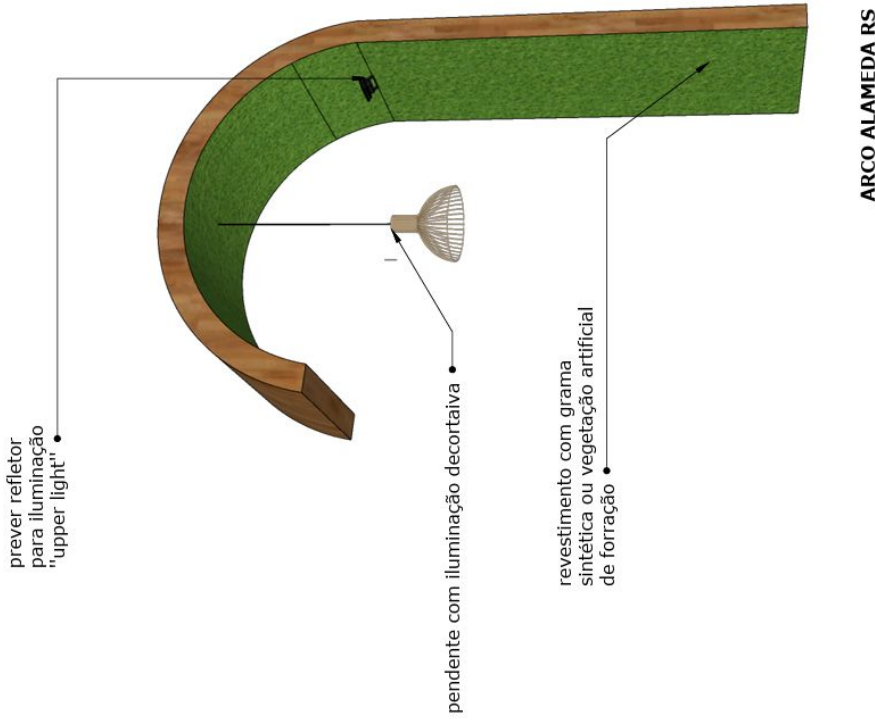 prever refletor
para iluminação
"upper light"
pendente com iluminação decortaiva
revestimento com grama
sintética ou vegetação artificial
de forração
ARCO ALAMEDA RS